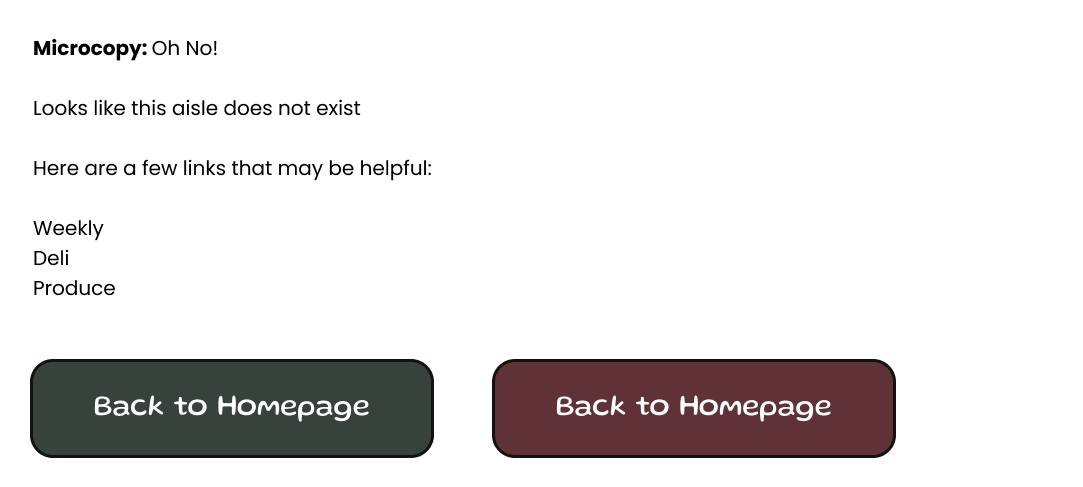 Microcopy: Oh No!
Looks like this aisle does not exist
Here are a few links that may be helpful:
Weekly
Deli
Produce
Back to Homepage
Back to Homepage